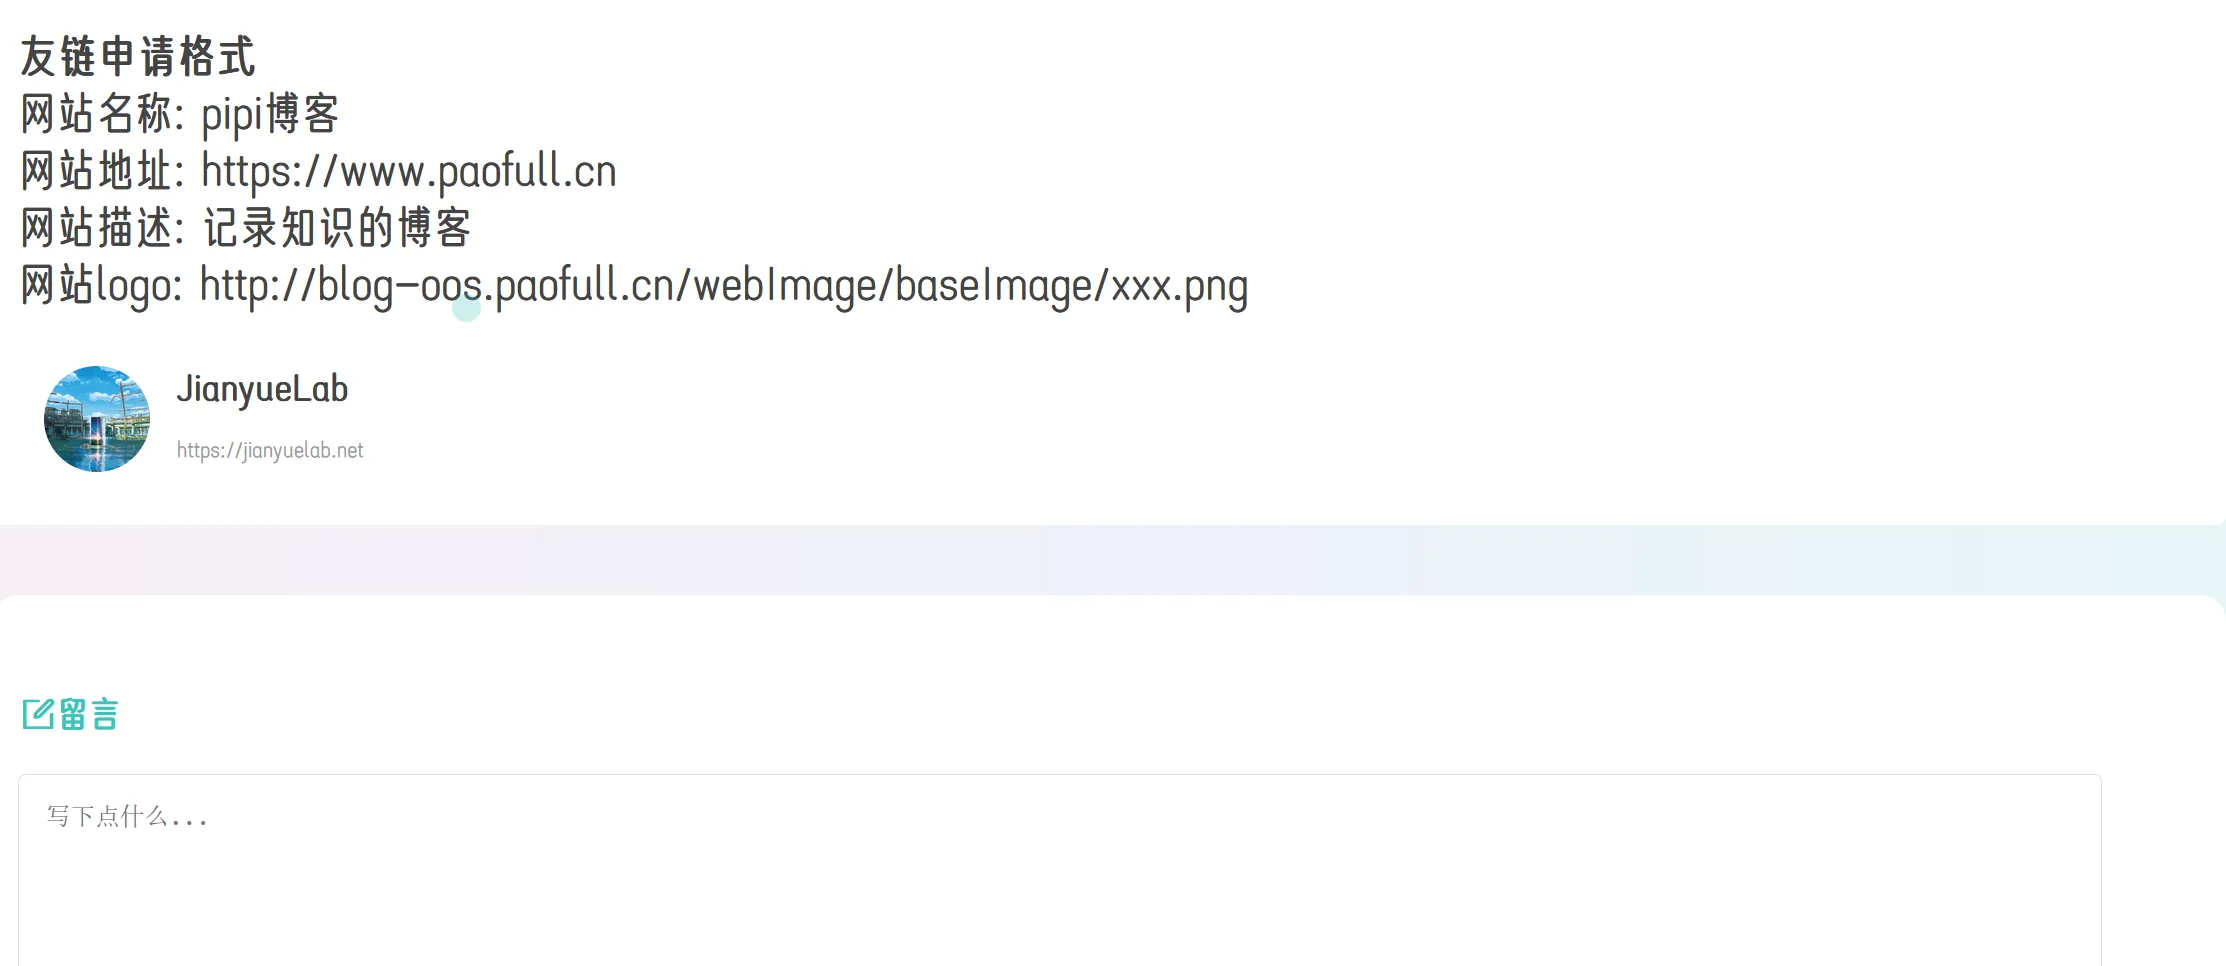 友链申请格式
网站名称: pipi博客
网站地址: https://www.paofull.cn
网站描述: 记录知识的博客
网站logo: http://blog-oos.paofull.cn/webImage/baseImage/xxx.png
JianyueLab
https://jianyuelab.net
留言
写下点什么...